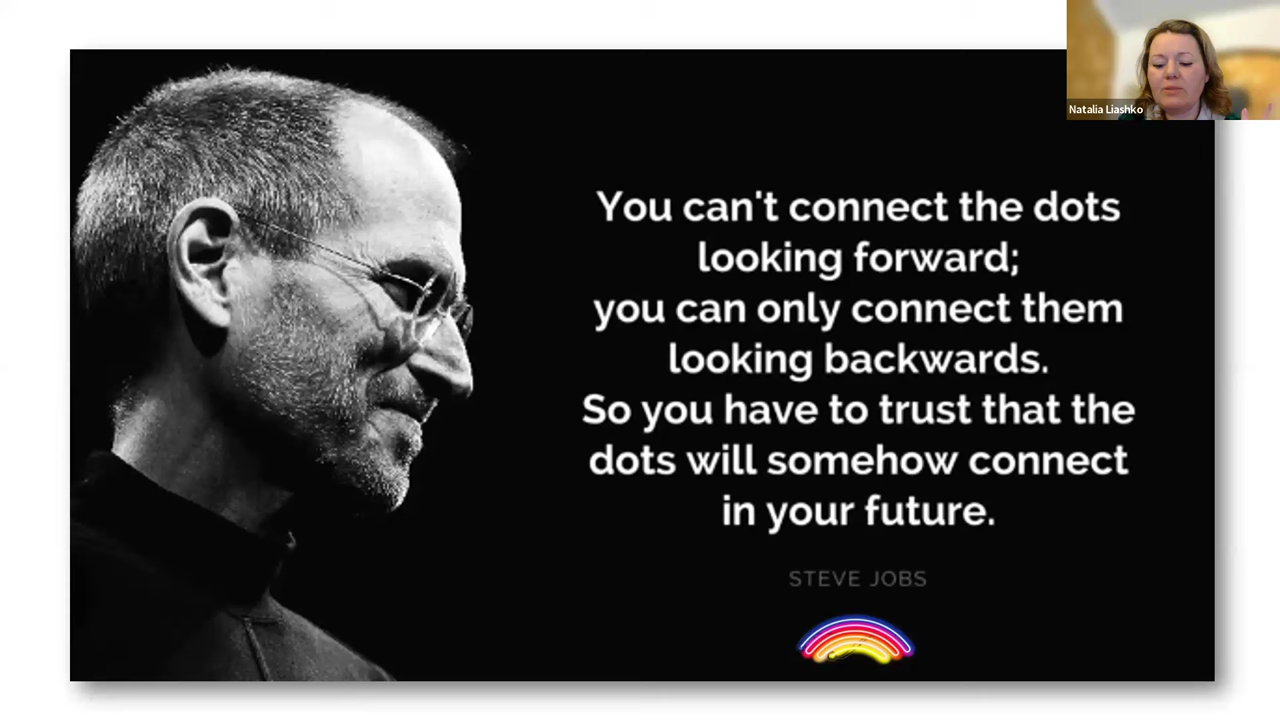 Natalia Liashko
You can't connect the dots
looking forward;
you can only connect them
looking backwards.
So you have to trust that the
dots will somehow connect
in your future.
STEVE JOBS